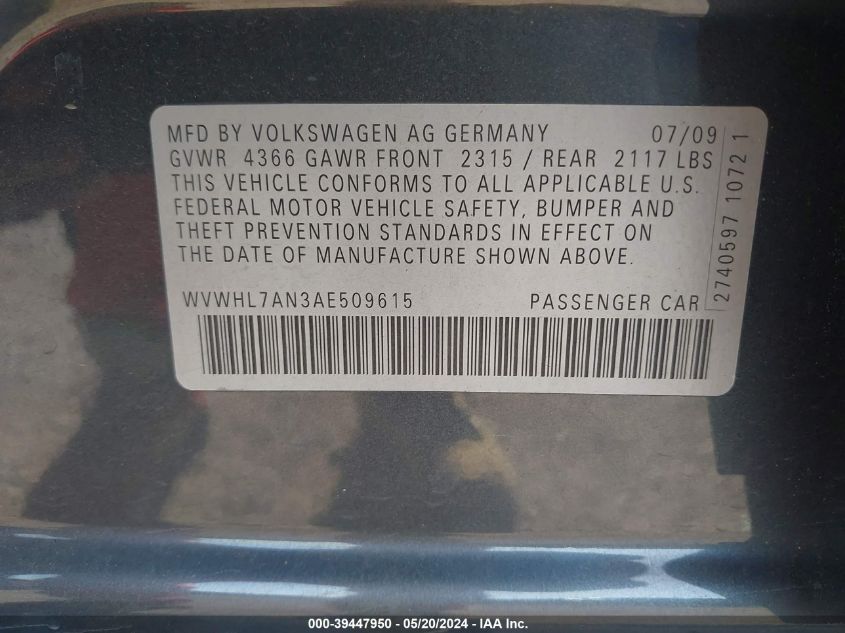 MFD BY VOLKSWAGEN AG GERMANY 07/09
GVWR 4366 GAWR FRONT 2315 / REAR 2117 LBS
THIS VEHICLE CONFORMS TO ALL APPLICABLE U.S.
FEDERAL MOTOR VEHICLE SAFETY, BUMPER AND
THEFT PREVENTION STANDARDS IN EFFECT ON
THE DATE OF MANUFACTURE SHOWN ABOVE.
WVWHL7AN3AE509615 PASSENGER CAR
2740597 1072 1
000-39447950 - 05/20/2024 - IAA Inc.